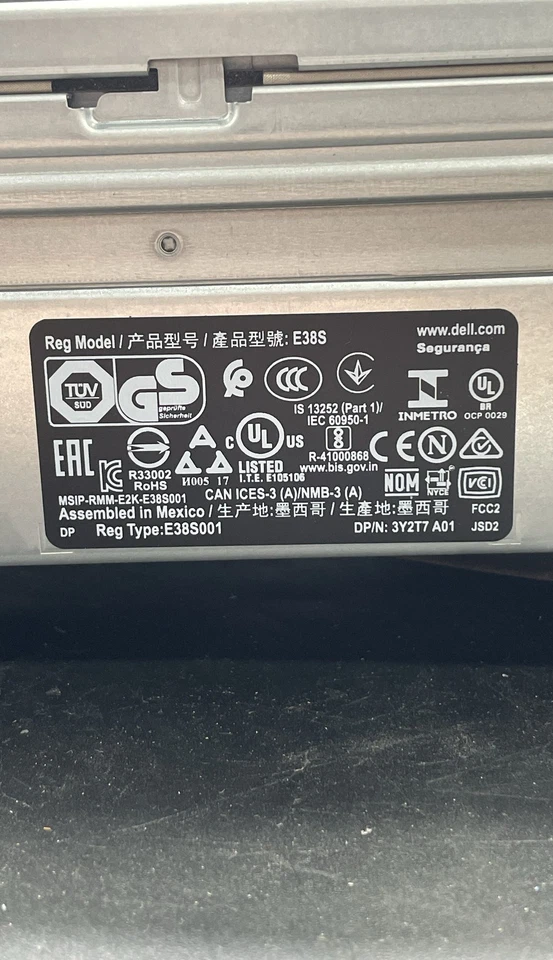 Reg Model / 产品型号 / 產品型號: E38S
www.dell.com
Segurança
TÜV
SÜD
GS
geprüfte
Sicherheit
CCC
IS 13252 (Part 1)/
IEC 60950-1
INMETRO
UL
BR
OCP 0029
EAC
R33002
RoHS
И005 17
C UL US
LISTED
I.T.E. E105106
R-41000868
www.bis.gov.in
CE
N
NOM
NYCE
VCI
MSIP-RMM-E2K-E38S001
CAN ICES-3 (A)/NMB-3 (A)
Assembled in Mexico / 生产地:墨西哥 / 生產地:墨西哥
FCC2
DP
Reg Type:E38S001
DP/N: 3Y2T7 A01
JSD2